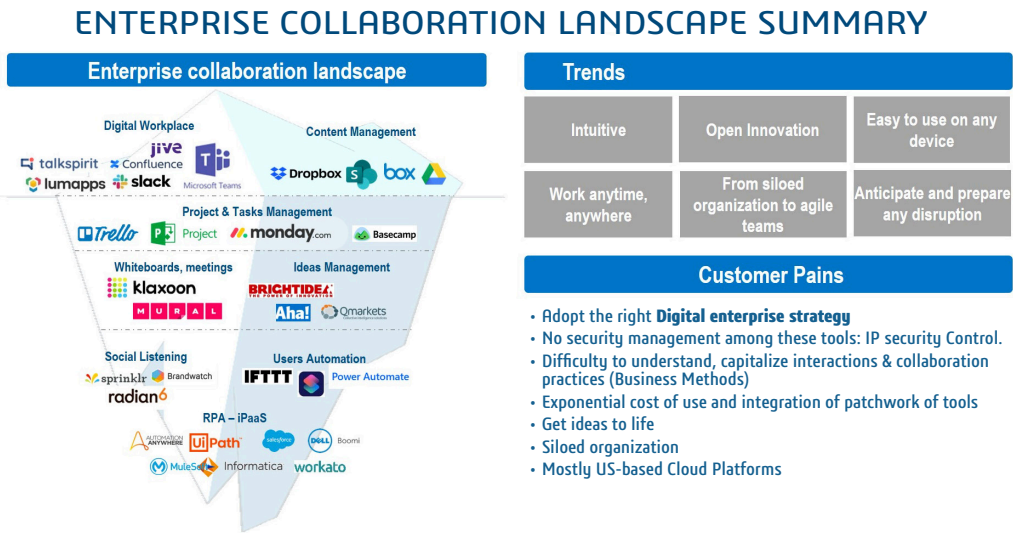 ENTERPRISE COLLABORATION LANDSCAPE SUMMARY
Enterprise collaboration landscape
Digital Workplace
jive
talkspirit
Confluence
T
lumapps
slack
Microsoft Teams
Content Management
Dropbox
S
box
Project & Tasks Management
Trello
P
Project
monday.com
Basecamp
Whiteboards, meetings
klaxoon
MURAL
Ideas Management
BRIGHTIDEA
THE POWER OF INNOVATION
Aha!
Qmarkets
Social Listening
sprinklr
Brandwatch
radian6
Users Automation
IFTTT
Power Automate
RPA – iPaaS
AUTOMATION
ANYWHERE
UiPath
salesforce
DELL
Boomi
MuleS
Informatica
workato
Trends
Intuitive
Open Innovation
Easy to use on any
device
Work anytime,
anywhere
From siloed
organization to agile
teams
Anticipate and prepare
any disruption
Customer Pains
• Adopt the right Digital enterprise strategy
• No security management among these tools: IP security Control.
• Difficulty to understand, capitalize interactions & collaboration
practices (Business Methods)
• Exponential cost of use and integration of patchwork of tools
• Get ideas to life
• Siloed organization
• Mostly US-based Cloud Platforms